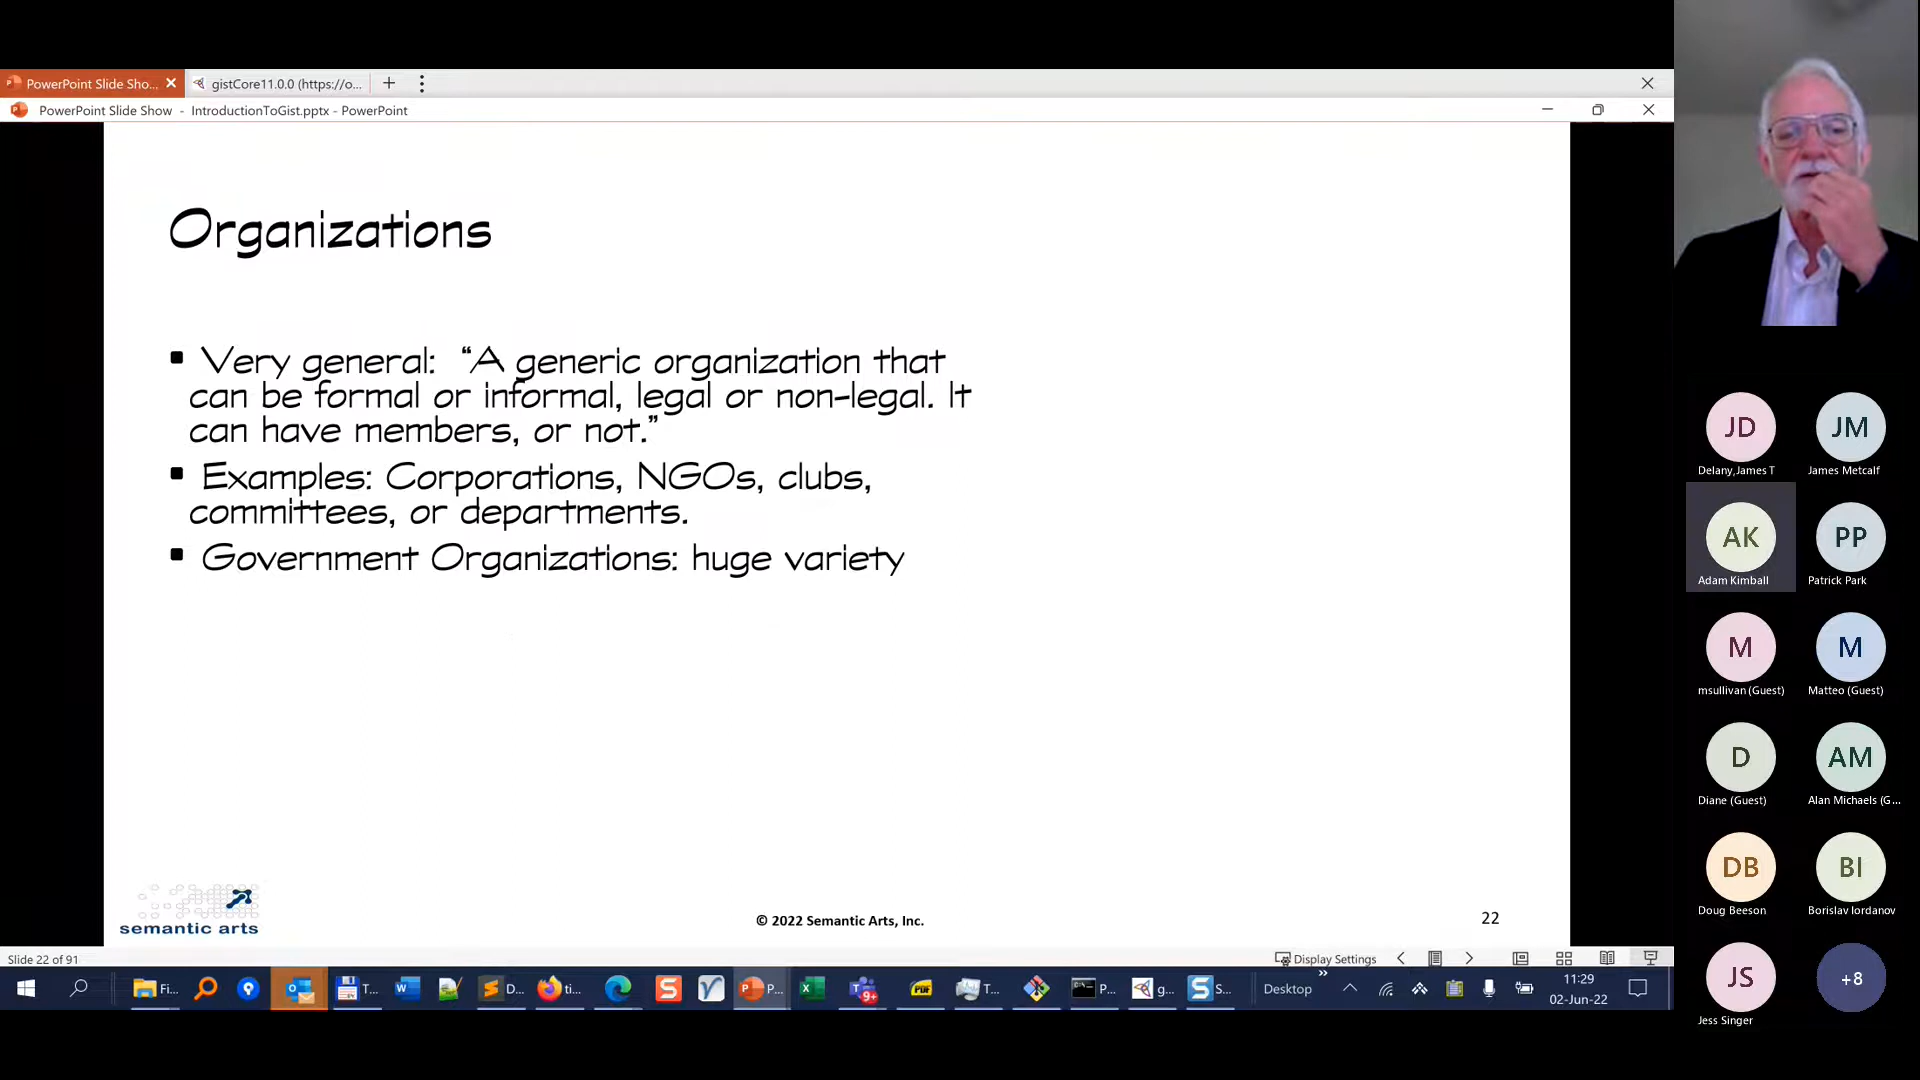 PowerPoint Slide Sho...
gistCore11.0.0 (https://o...
PowerPoint Slide Show - IntroductionToGist.pptx - PowerPoint
Organizations
▪ Very general: “A generic organization that
can be formal or informal, legal or non-legal. It
can have members, or not.”
▪ Examples: Corporations, NGOs, clubs,
committees, or departments.
▪ Government Organizations: huge variety
semantic arts
© 2022 Semantic Arts, Inc.
22
Slide 22 of 91
Display Settings
Fi...
T...
D...
ti...
P...
9+
T...
P...
g...
S...
Desktop
11:29
02-Jun-22
JD
JM
Delany,James T
James Metcalf
AK
PP
Adam Kimball
Patrick Park
M
M
msullivan (Guest)
Matteo (Guest)
D
AM
Diane (Guest)
Alan Michaels (G...
DB
BI
Doug Beeson
Borislav Iordanov
JS
+8
Jess Singer